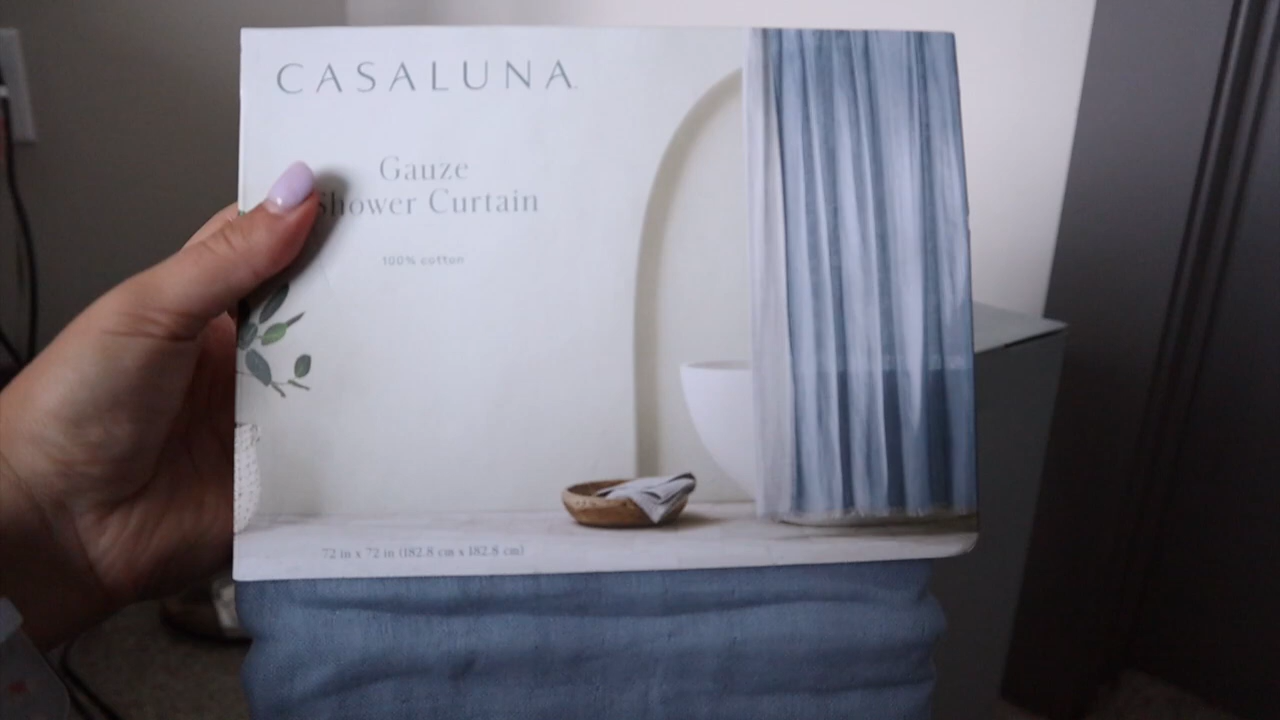 CASALUNA
Gauze
Shower Curtain
100% cotton
72 in x 72 in (182.8 cm x 182.8 cm)